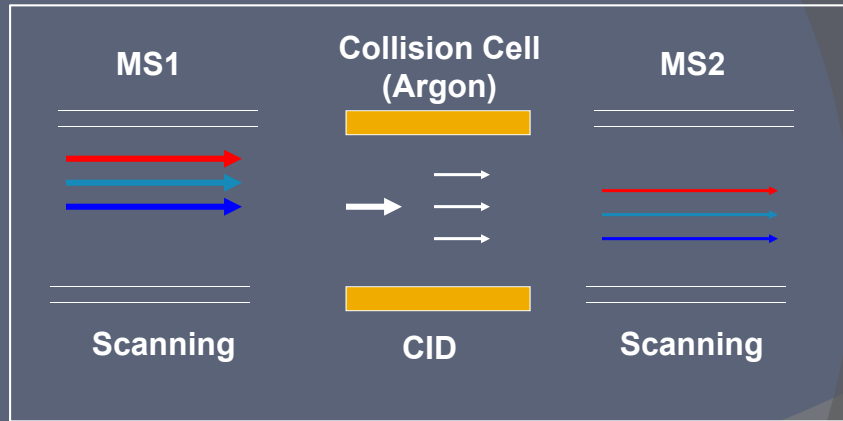 MS1
Collision Cell
(Argon)
MS2
Scanning
CID
Scanning